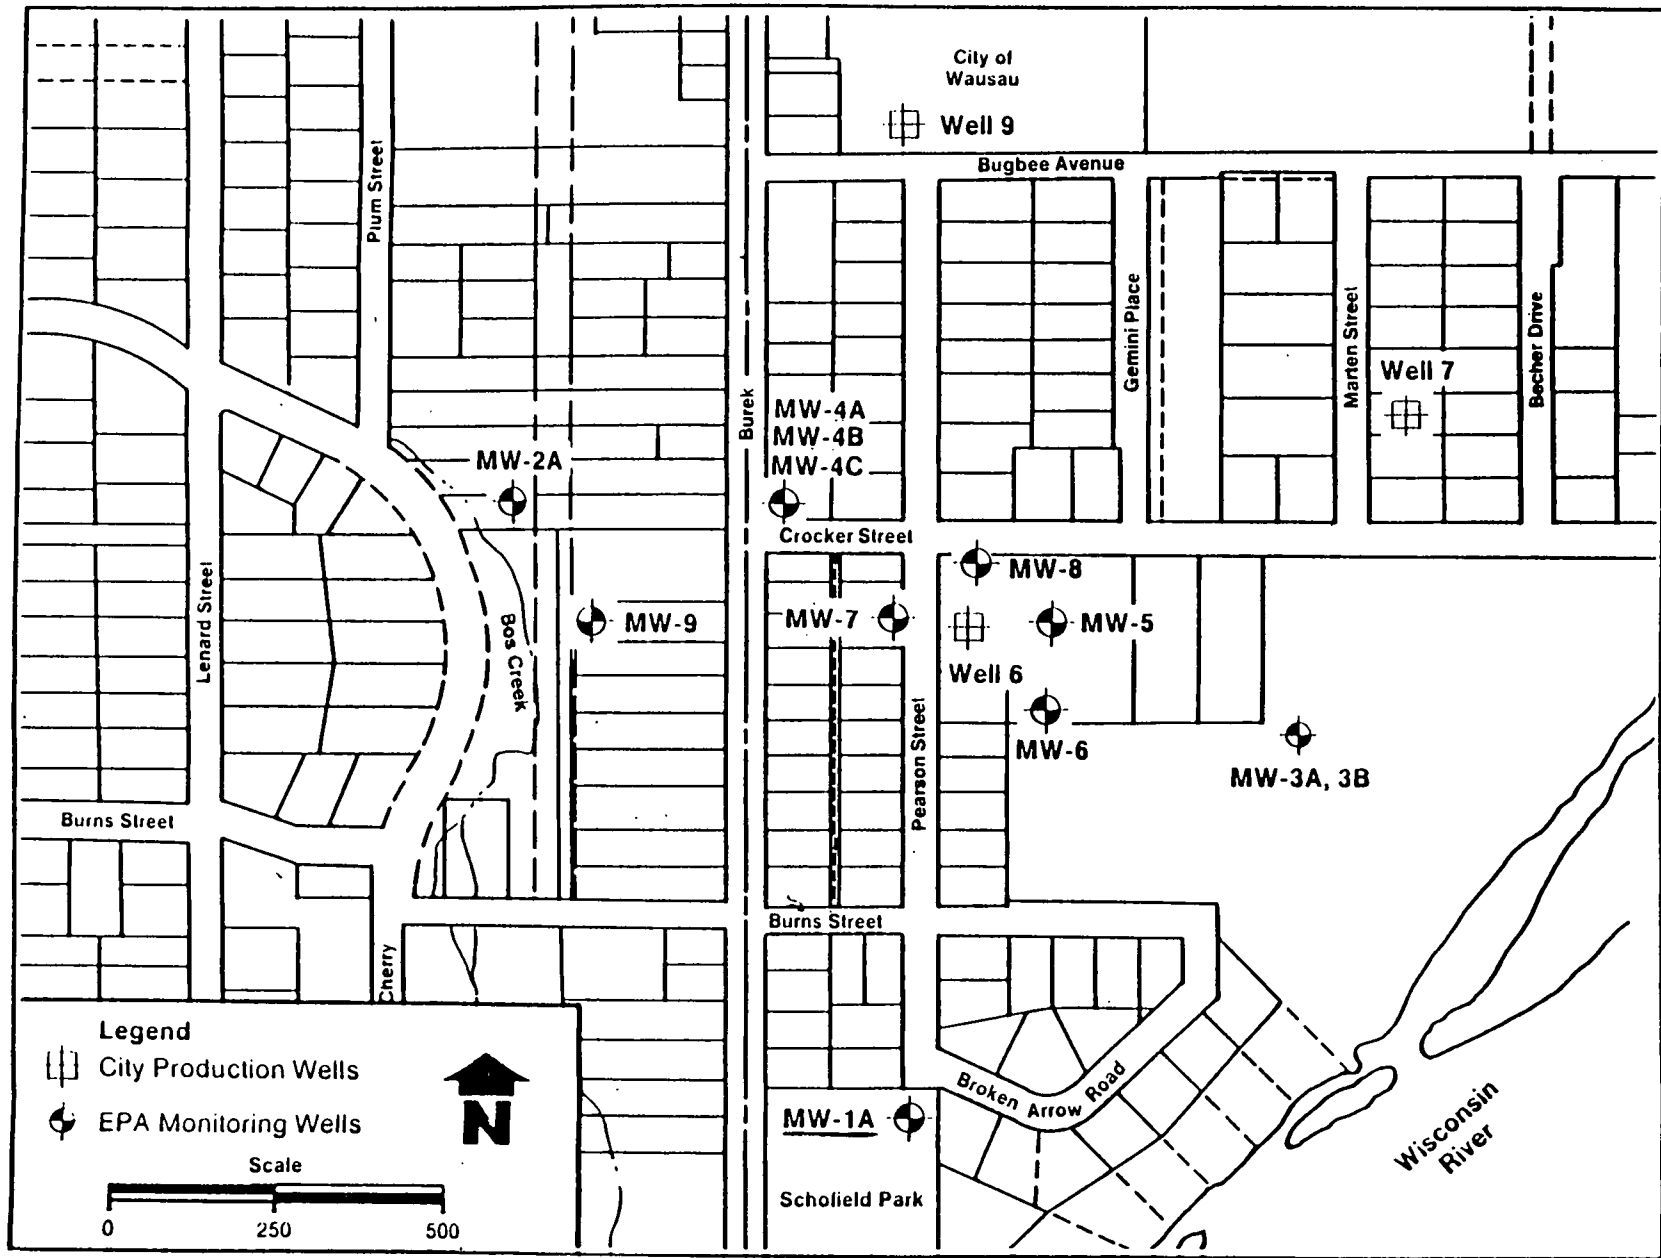 City of
Wausau
Well 9
Bugbee Avenue
Plum Street
Gemini Place
Marten Street
Becher Drive
Well 7
Burek
MW-4A
MW-4B
MW-4C
MW-2A
Crocker Street
MW-8
Lenard Street
Bos Creek
MW-9
MW-7
MW-5
Well 6
Pearson Street
MW-6
MW-3A, 3B
Burns Street
Burns Street
Cherry
Broken Arrow Road
MW-1A
Schofield Park
Wisconsin
River
Legend
City Production Wells
EPA Monitoring Wells
N
Scale
0 250 500